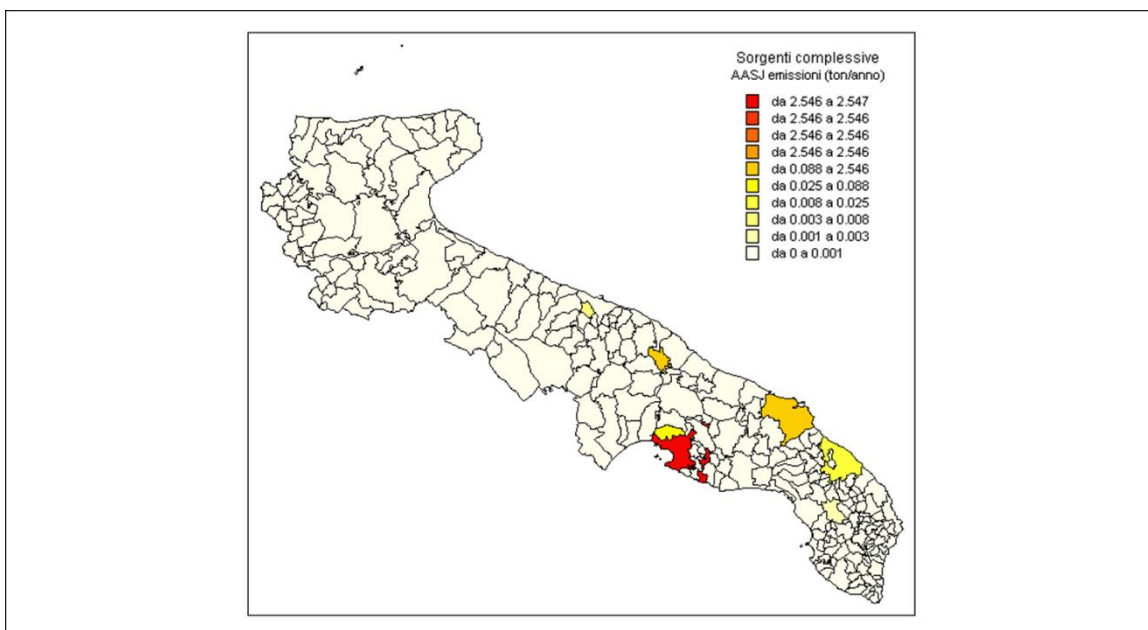 Sorgenti complessive
AASJ emissioni (ton/anno)
da 2.546 a 2.547
da 2.546 a 2.546
da 2.546 a 2.546
da 2.546 a 2.546
da 0.088 a 2.546
da 0.025 a 0.088
da 0.008 a 0.025
da 0.003 a 0.008
da 0.001 a 0.003
da 0 a 0.001